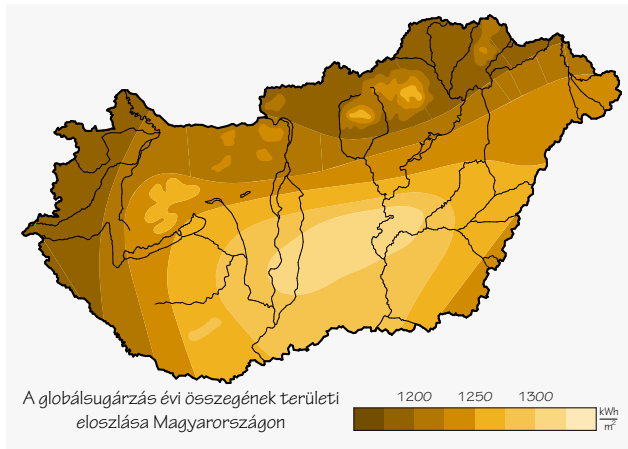 A globálsugárzás évi összegének területi
eloszlása Magyarországon
1200 1250 1300
kWh
m²